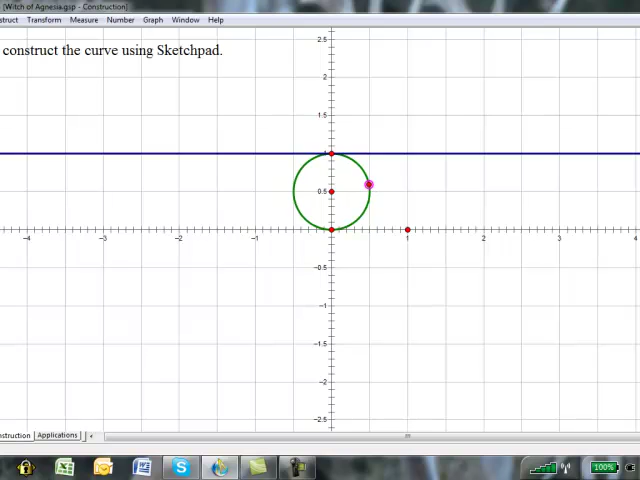 [Witch of Agnesia.gsp - Construction]
struct Transform Measure Number Graph Window Help
construct the curve using Sketchpad.
2.5
2
1.5
1
0.5
-4 -3 -2 -1 1 2 3 4
-0.5
-1
-1.5
-2
-2.5
nstruction Applications
100%